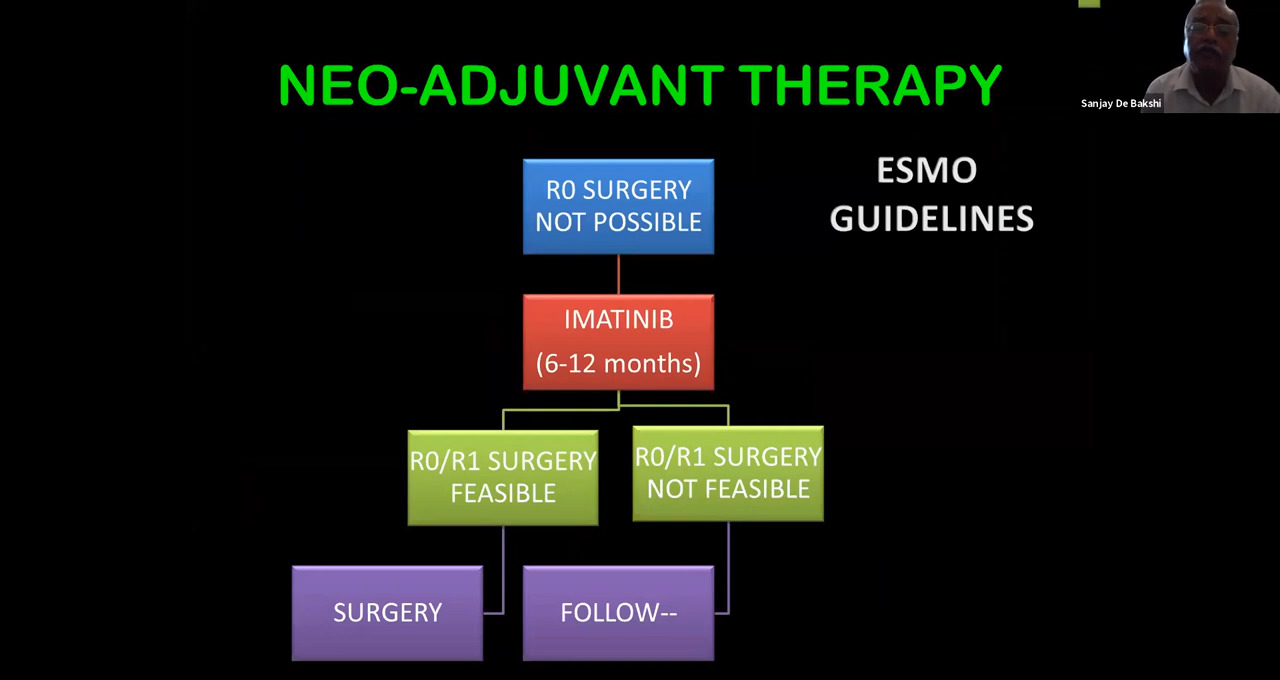 NEO-ADJUVANT THERAPY
Sanjay De Bakshi
ESMO
GUIDELINES
R0 SURGERY
NOT POSSIBLE
IMATINIB
(6-12 months)
R0/R1 SURGERY
FEASIBLE
R0/R1 SURGERY
NOT FEASIBLE
SURGERY
FOLLOW--